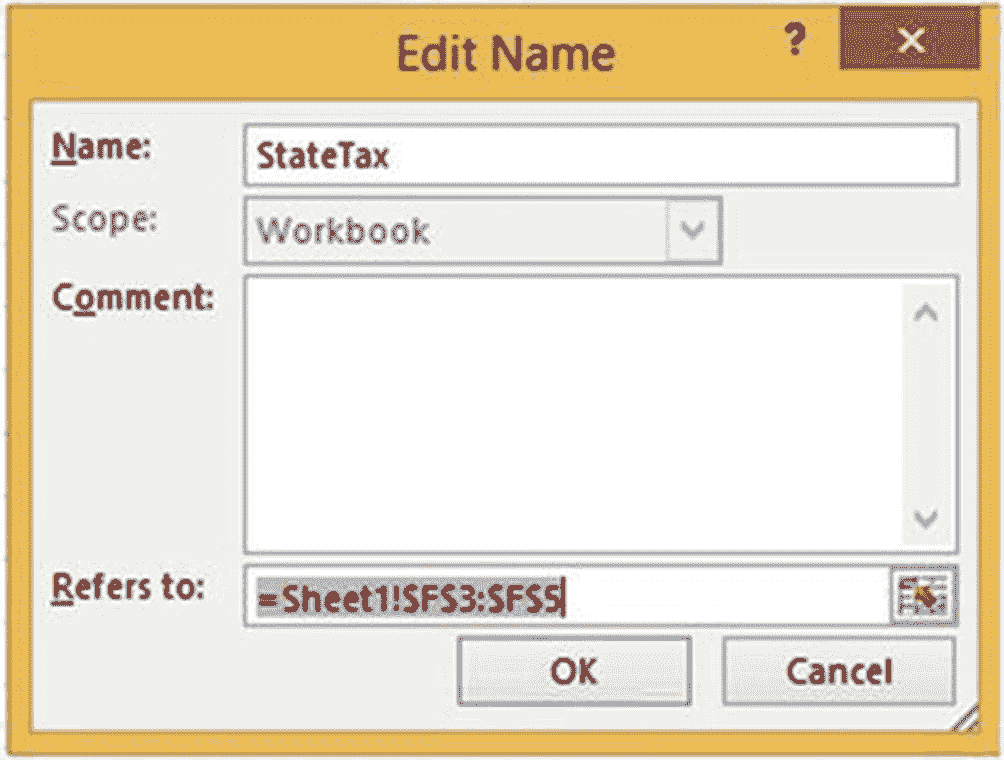 Edit Name
?
Name:
StateTax
Scope:
Workbook
Comment:
Refers to:
=Sheet1!$F$3:$F$5
OK
Cancel